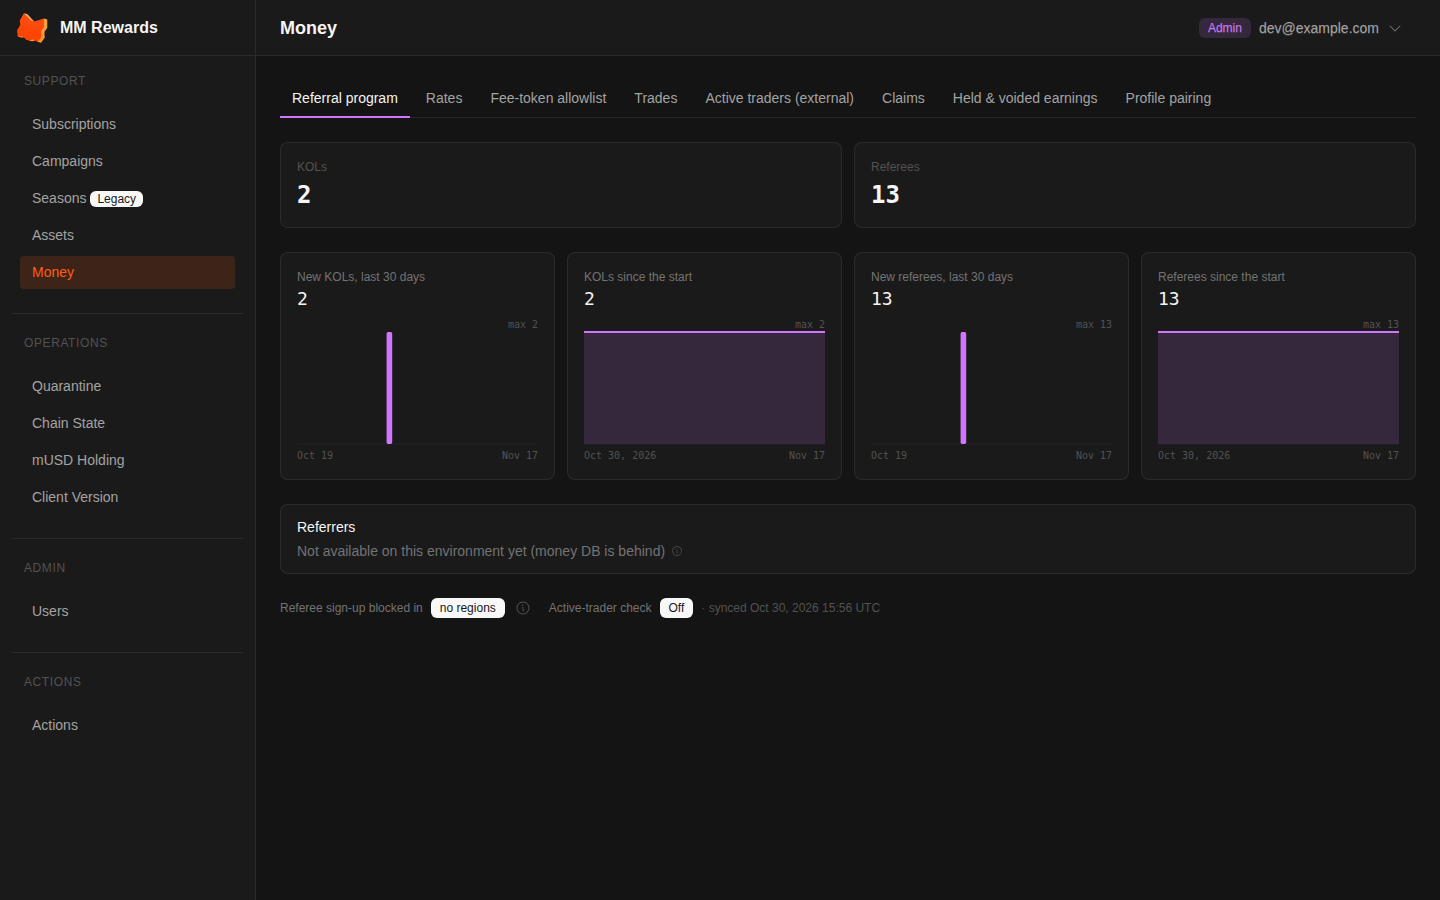 MM Rewards
Money
Admin dev@example.com
SUPPORT
Subscriptions
Campaigns
Seasons Legacy
Assets
Money
OPERATIONS
Quarantine
Chain State
mUSD Holding
Client Version
ADMIN
Users
ACTIONS
Actions
Referral program Rates Fee-token allowlist Trades Active traders (external) Claims Held & voided earnings Profile pairing
KOLs
2
Referees
13
New KOLs, last 30 days
2
max 2
Oct 19 Nov 17
KOLs since the start
2
max 2
Oct 30, 2026 Nov 17
New referees, last 30 days
13
max 13
Oct 19 Nov 17
Referees since the start
13
max 13
Oct 30, 2026 Nov 17
Referrers
Not available on this environment yet (money DB is behind)
Referee sign-up blocked in no regions Active-trader check Off · synced Oct 30, 2026 15:56 UTC